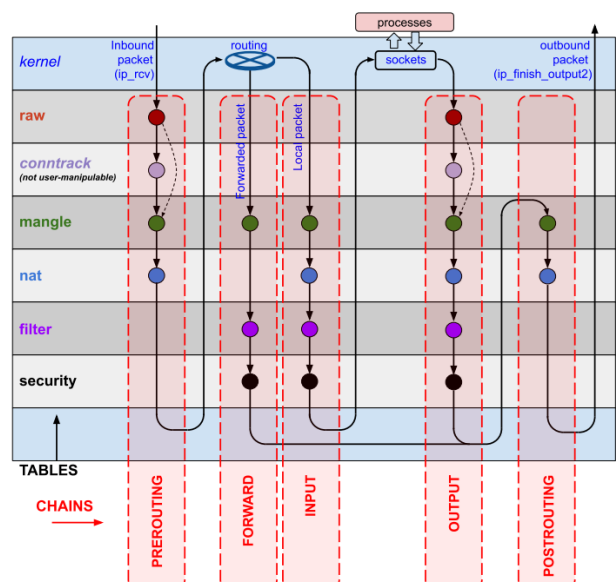 processes
kernel
Inbound
packet
(ip_rcv)
routing
sockets
outbound
packet
(ip_finish_output2)
raw
conntrack
(not user-manipulable)
Forwarded packet
Local packet
mangle
nat
filter
security
TABLES
CHAINS
PREROUTING
FORWARD
INPUT
OUTPUT
POSTROUTING